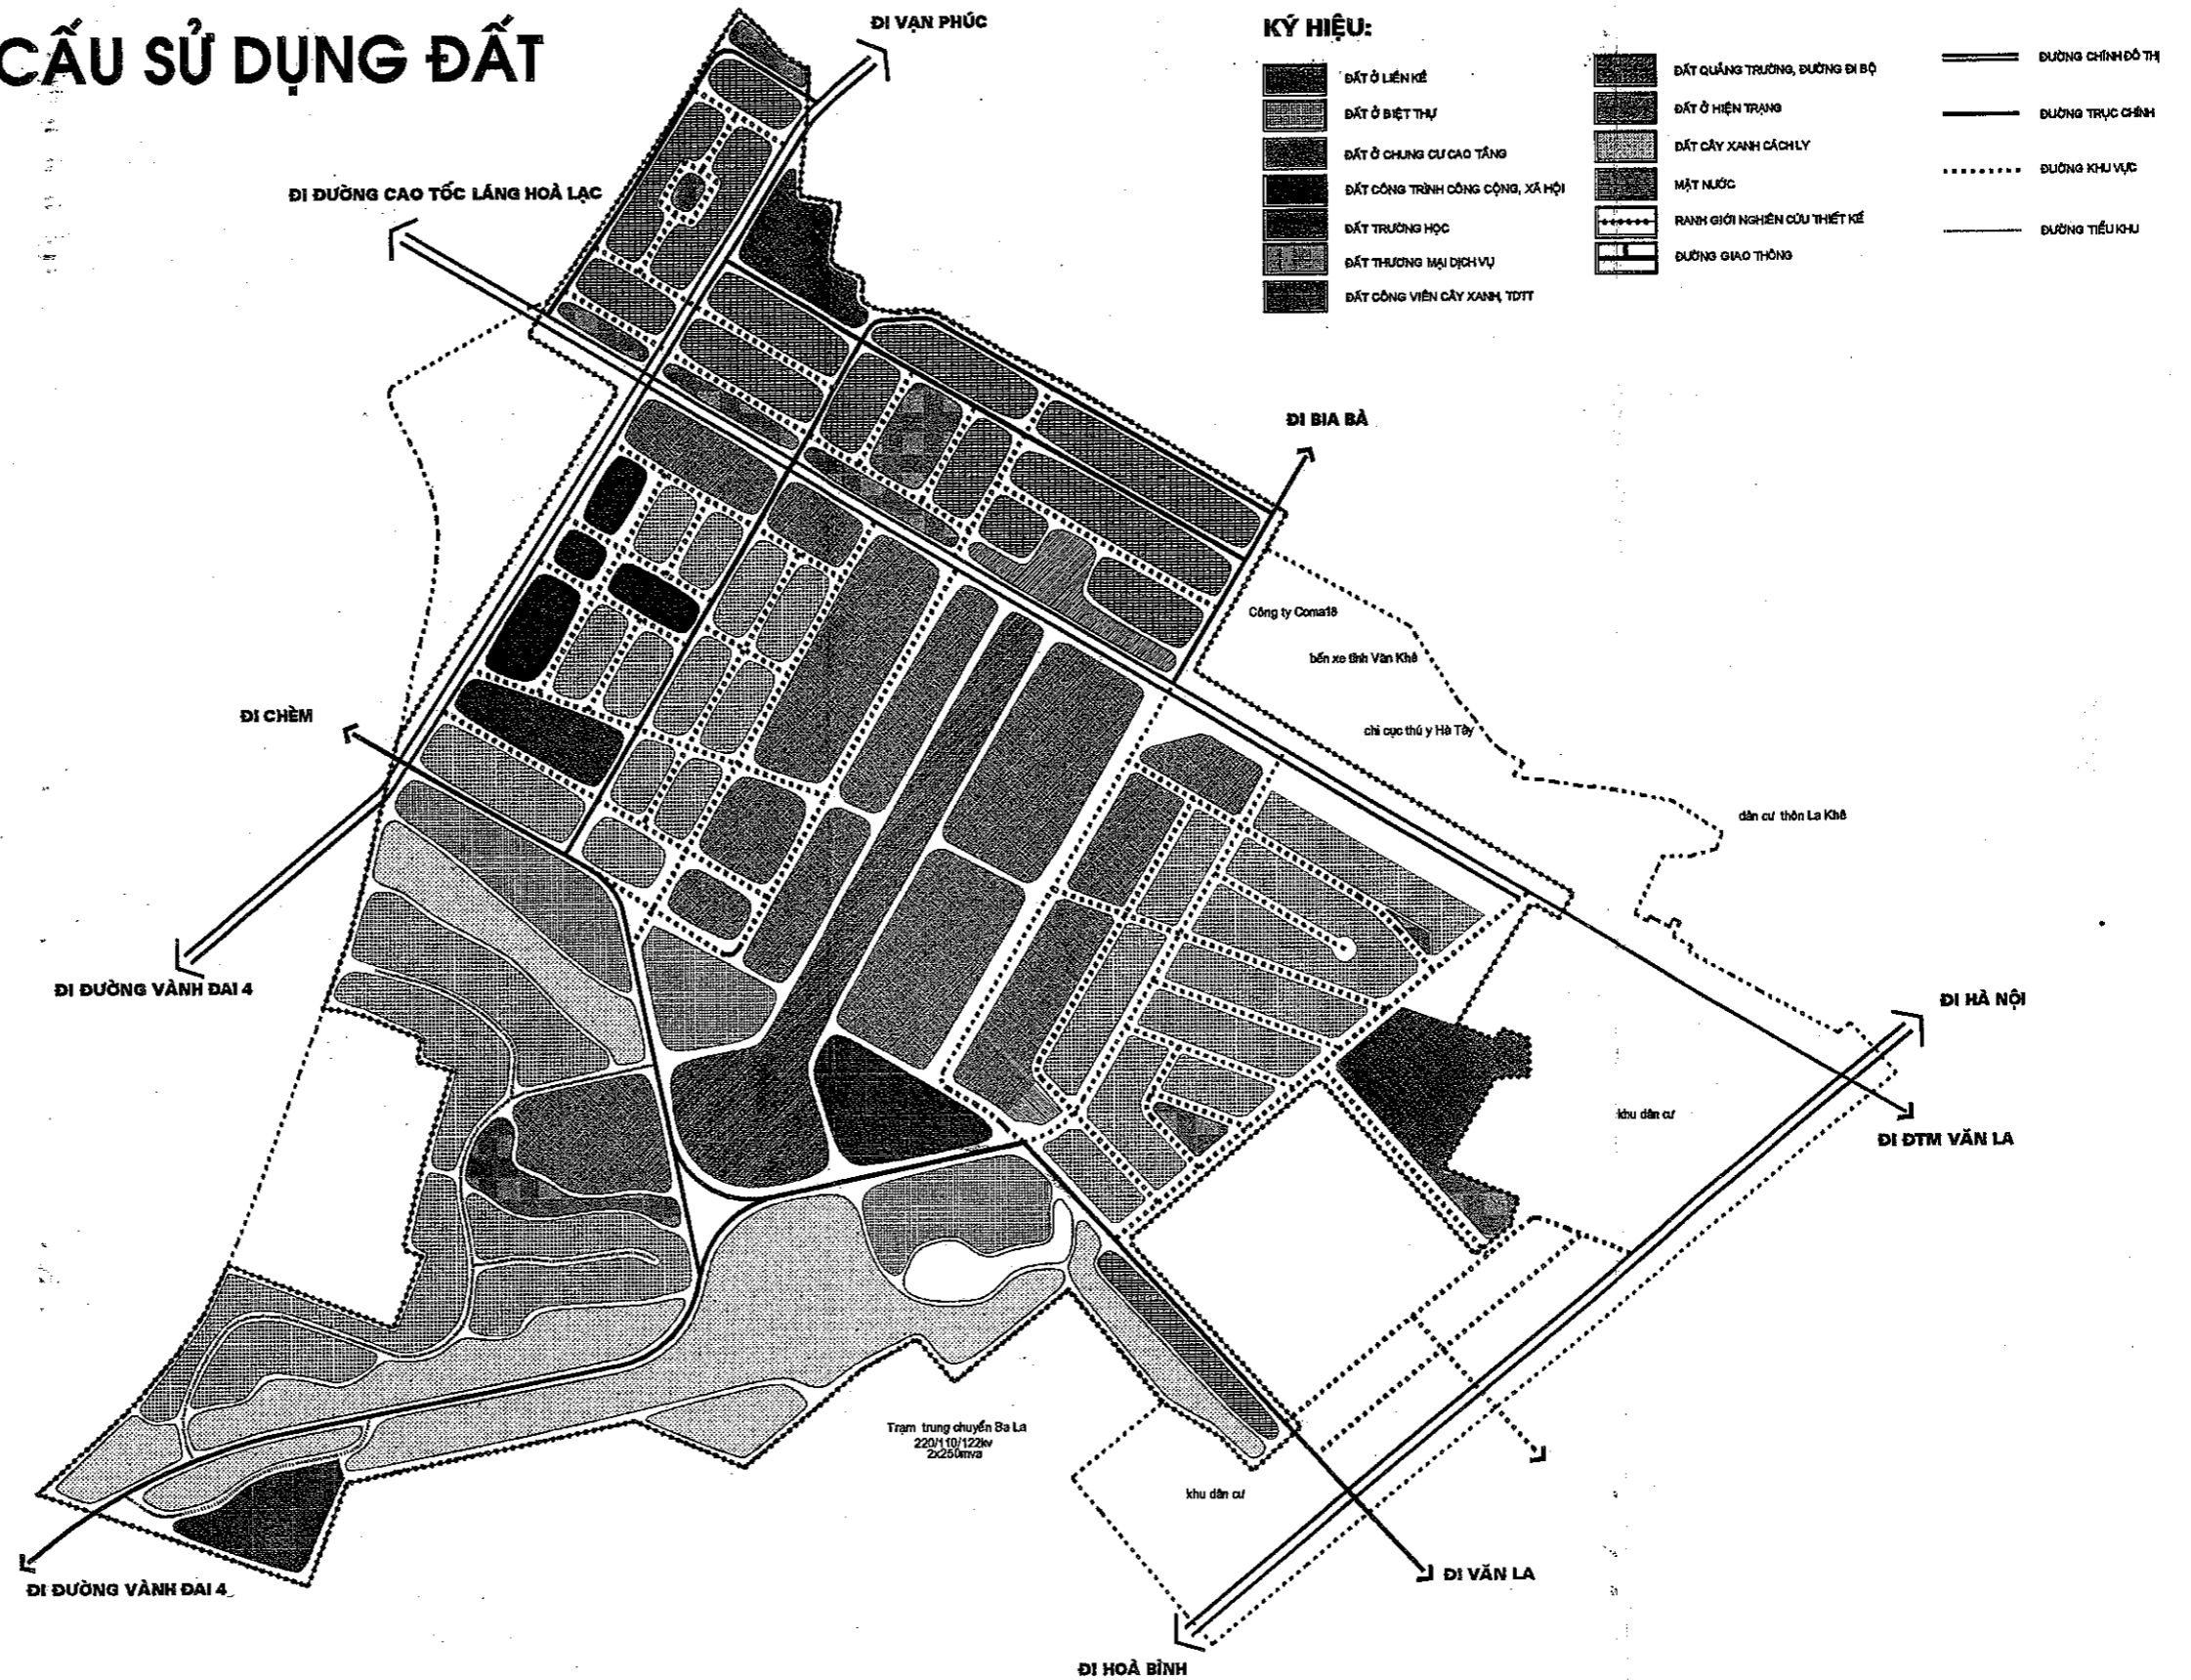 CẤU SỬ DỤNG ĐẤT
ĐI VẠN PHÚC
KÝ HIỆU:
ĐẤT Ở LIỀN KỀ
ĐẤT Ở BIỆT THỰ
ĐẤT Ở CHUNG CƯ CAO TẦNG
ĐẤT CÔNG TRÌNH CÔNG CỘNG, XÃ HỘI
ĐẤT TRƯỜNG HỌC
ĐẤT THƯƠNG MẠI DỊCH VỤ
ĐẤT CÔNG VIÊN CÂY XANH, TDTT
ĐẤT QUẢNG TRƯỜNG, ĐƯỜNG ĐI BỘ
ĐẤT Ở HIỆN TRẠNG
ĐẤT CÂY XANH CÁCH LY
MẶT NƯỚC
RANH GIỚI NGHIÊN CỨU THIẾT KẾ
ĐƯỜNG GIAO THÔNG
ĐƯỜNG CHÍNH ĐÔ THỊ
ĐƯỜNG TRỤC CHÍNH
ĐƯỜNG KHU VỰC
ĐƯỜNG TIỂU KHU
ĐI ĐƯỜNG CAO TỐC LÁNG HOÀ LẠC
ĐI BIA BÀ
Công ty Coma18
bến xe tĩnh Văn Khê
chi cục thú y Hà Tây
ĐI CHÈM
dân cư thôn La Khê
ĐI ĐƯỜNG VÀNH ĐAI 4
ĐI HÀ NỘI
khu dân cư
ĐI ĐTM VĂN LA
Trạm trung chuyển Ba La
220/110/122kv
2x250mva
khu dân cư
ĐI VĂN LA
ĐI ĐƯỜNG VÀNH ĐAI 4
ĐI HOÀ BÌNH